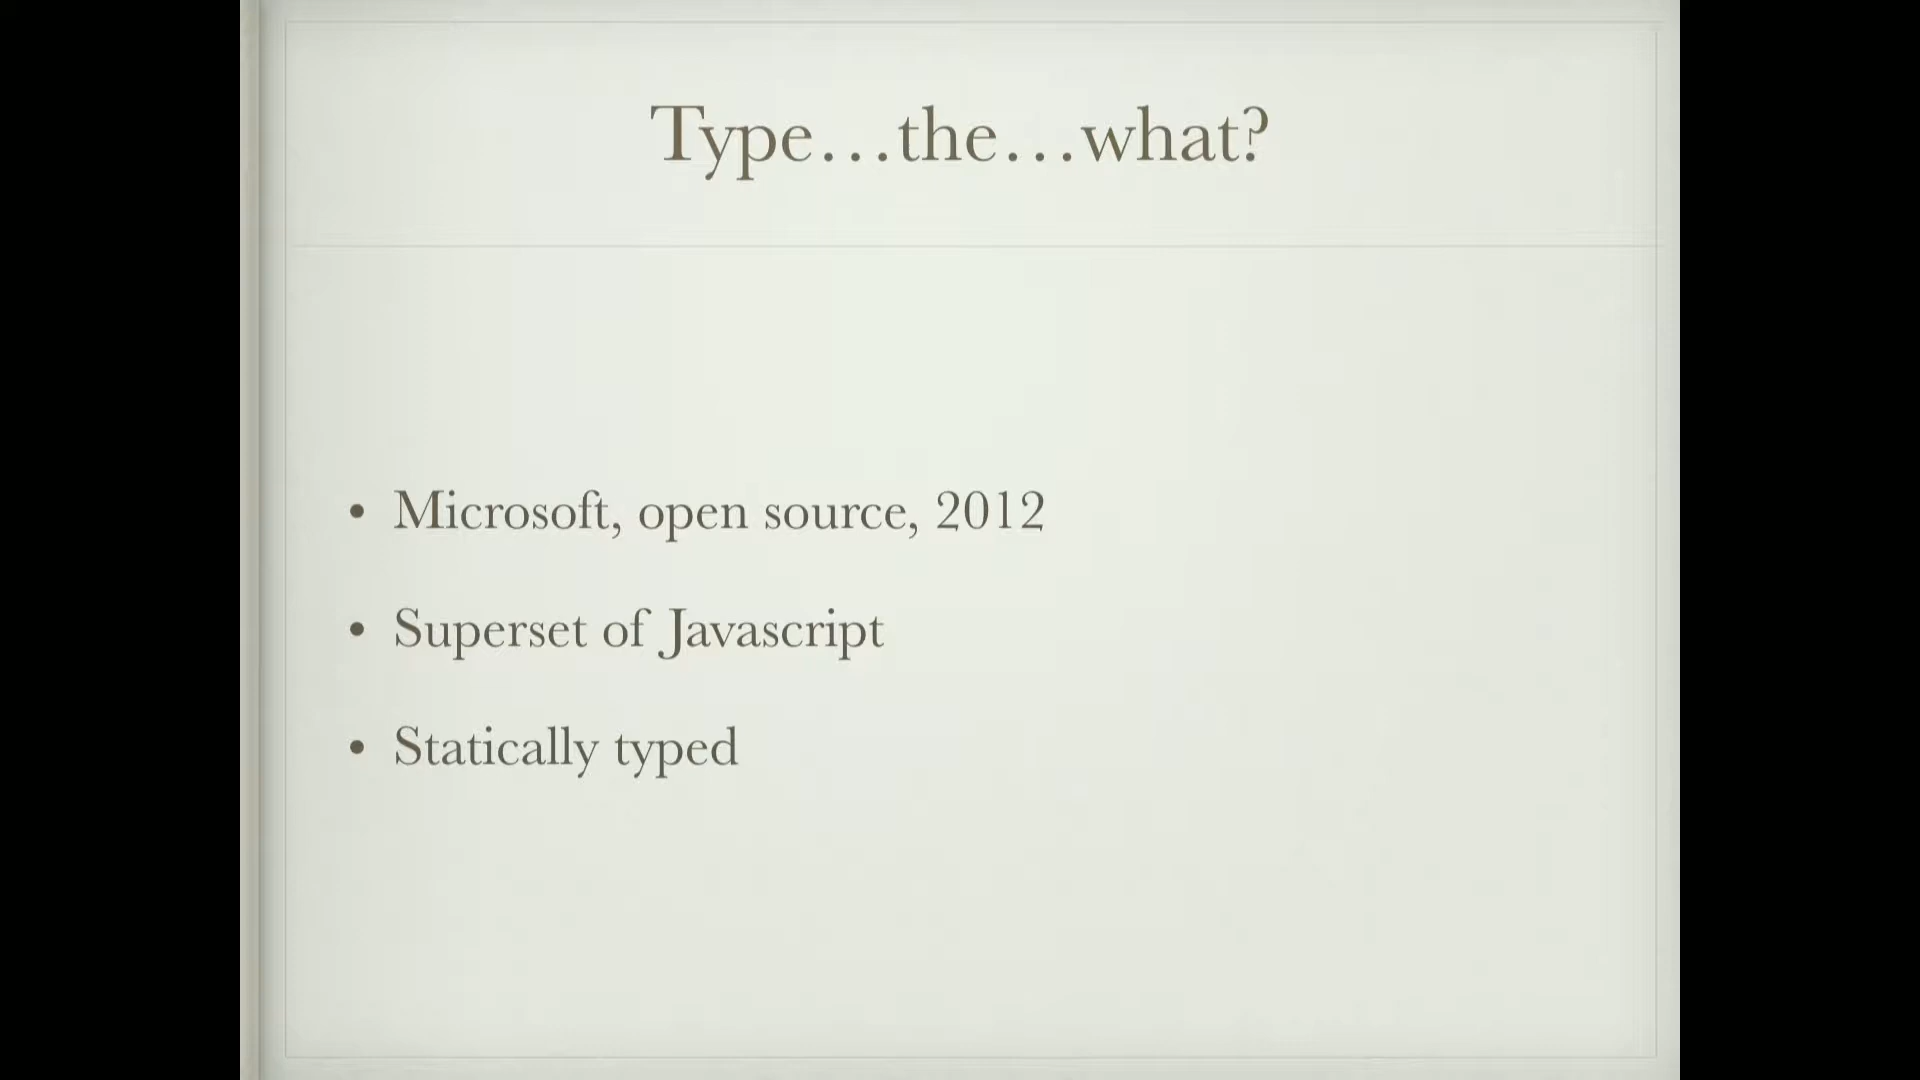 Type…the…what?
• Microsoft, open source, 2012
• Superset of Javascript
• Statically typed